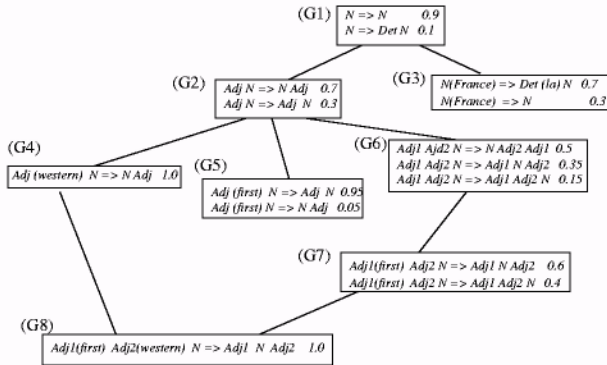 (G1)
N => N 0.9
N => Det N 0.1
(G2)
Adj N => N Adj 0.7
Adj N => Adj N 0.3
(G3)
N(France) => Det (la) N 0.7
N(France) => N 0.3
(G4)
Adj (western) N => N Adj 1.0
(G5)
Adj (first) N => Adj N 0.95
Adj (first) N => N Adj 0.05
(G6)
Adj1 Ajd2 N => N Adj2 Adj1 0.5
Adj1 Adj2 N => Adj1 N Adj2 0.35
Adj1 Adj2 N => Adj1 Adj2 N 0.15
(G7)
Adj1(first) Adj2 N => Adj1 N Adj2 0.6
Adj1(first) Adj2 N => Adj1 Adj2 N 0.4
(G8)
Adj1(first) Adj2(western) N => Adj1 N Adj2 1.0